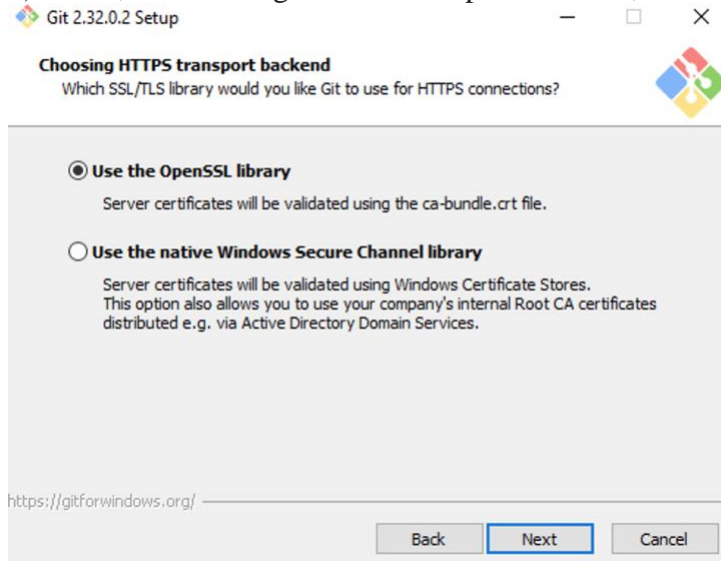 Git 2.32.0.2 Setup
Choosing HTTPS transport backend
Which SSL/TLS library would you like Git to use for HTTPS connections?
Use the OpenSSL library
Server certificates will be validated using the ca-bundle.crt file.
Use the native Windows Secure Channel library
Server certificates will be validated using Windows Certificate Stores.
This option also allows you to use your company's internal Root CA certificates
distributed e.g. via Active Directory Domain Services.
https://gitforwindows.org/
Back Next Cancel